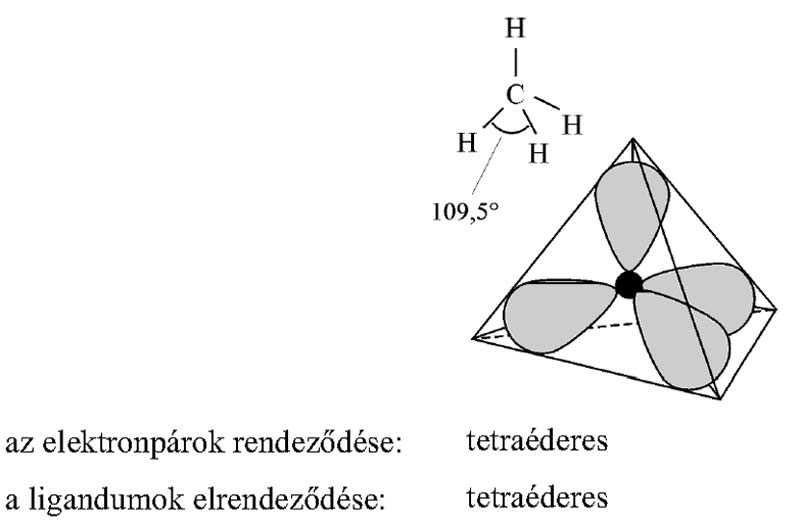 H
C
H
H
H
109,5°
az elektronpárok rendeződése: tetraéderes
a ligandumok elrendeződése: tetraéderes